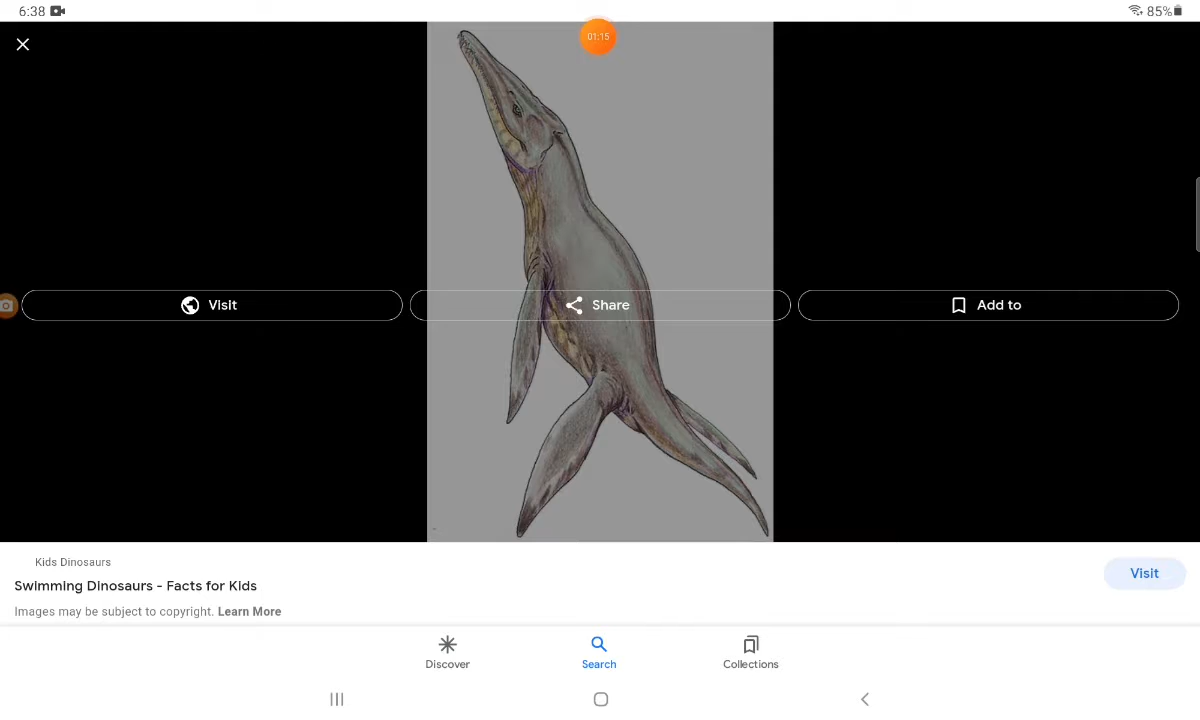 6:38
85%
01:15
Visit
Share
Add to
Kids Dinosaurs
Swimming Dinosaurs - Facts for Kids
Visit
Images may be subject to copyright. Learn More
Discover
Search
Collections